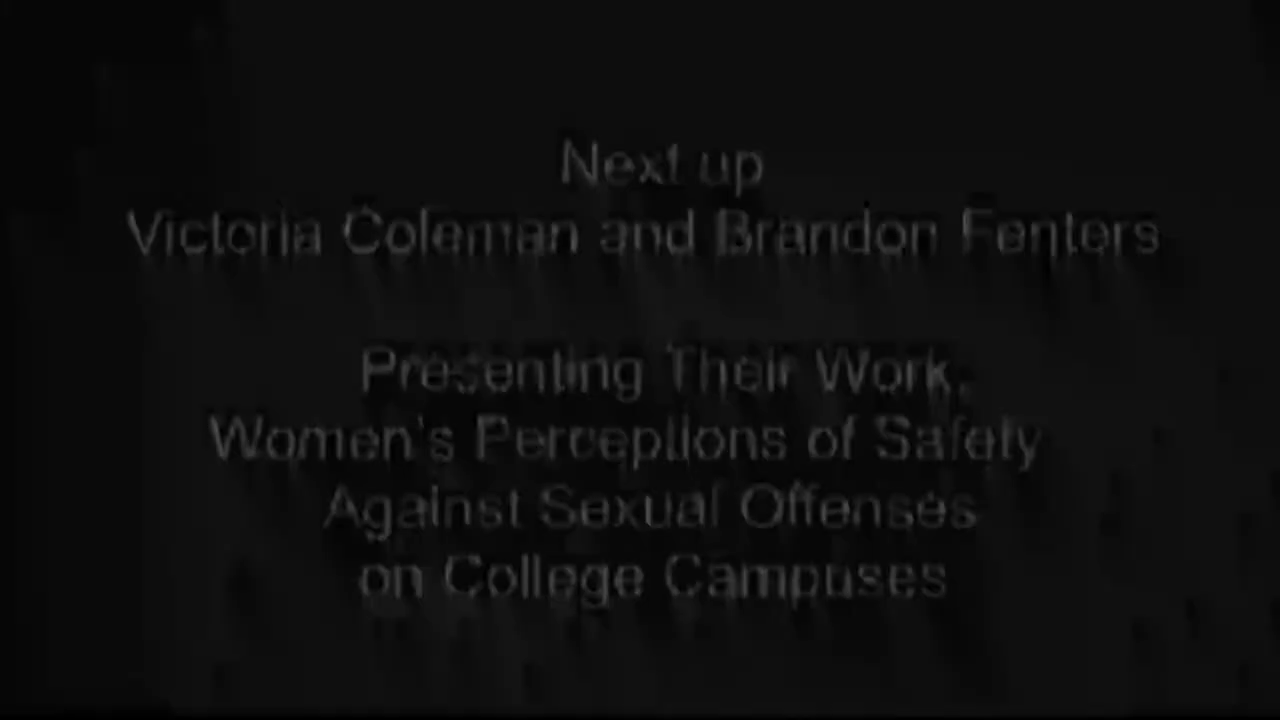 Next up
Victoria Coleman and Brandon Fenters
Presenting Their Work,
Women's Perceptions of Safety
Against Sexual Offenses
on College Campuses